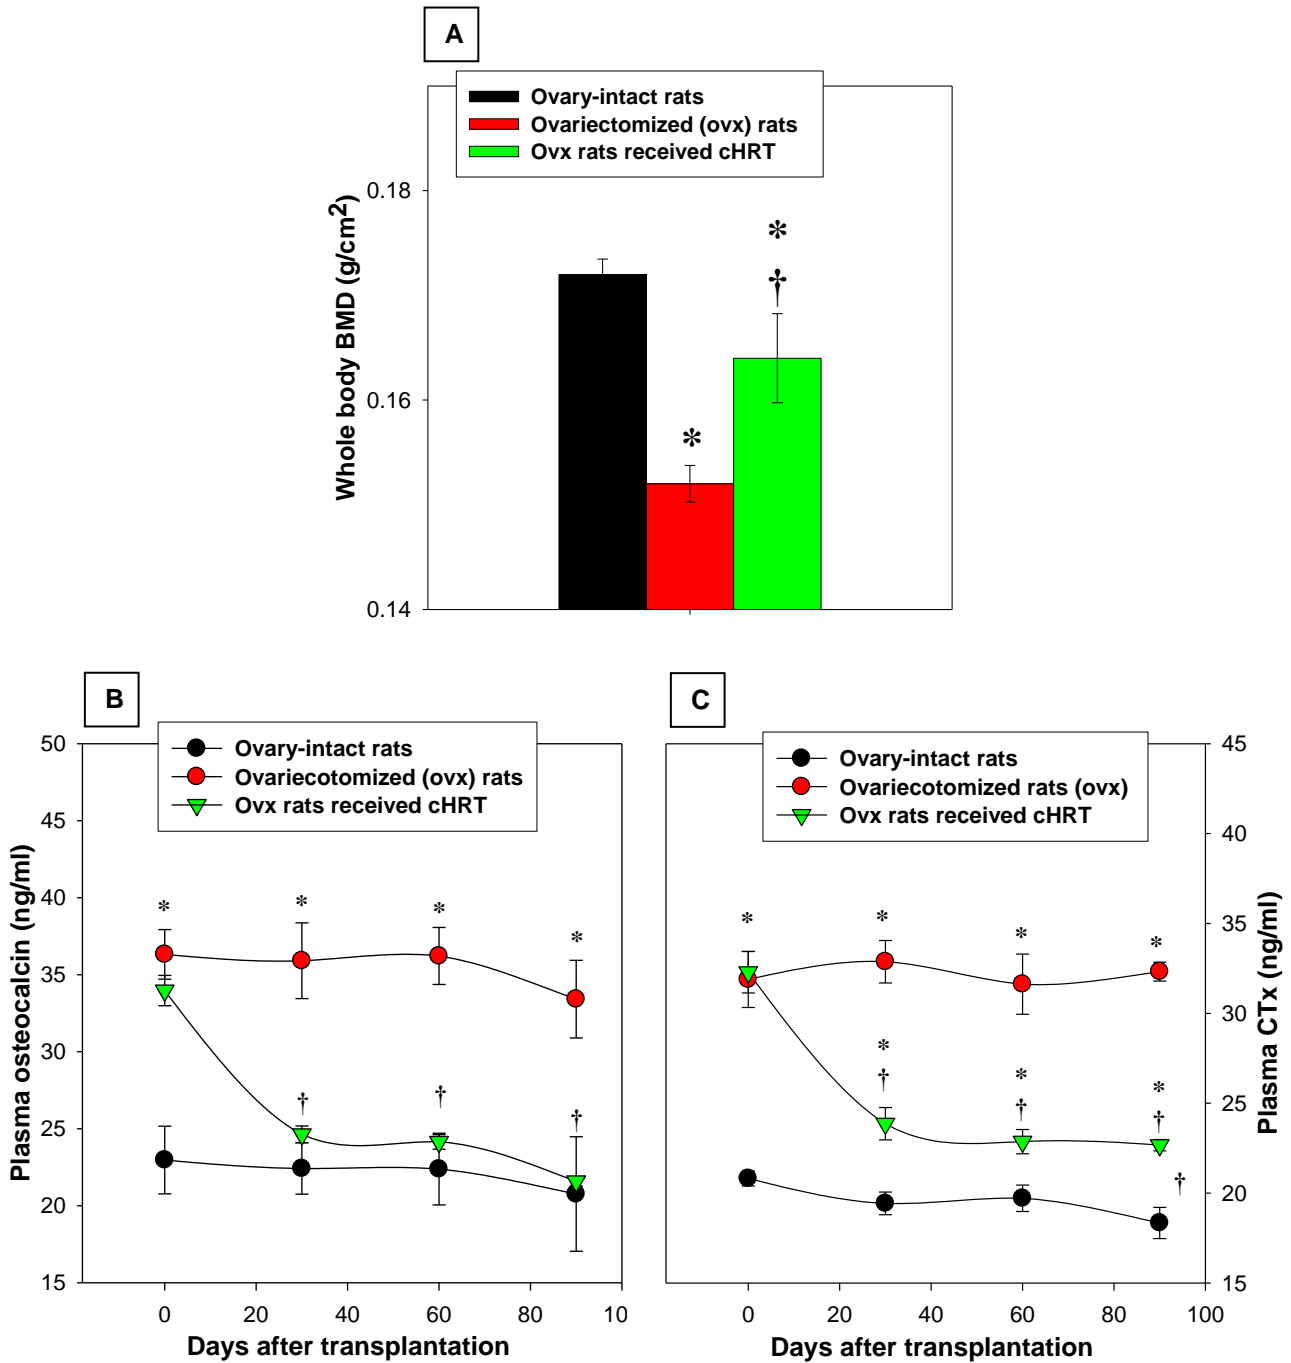 A
Ovary-intact rats
Ovariectomized (ovx) rats
Ovx rats received cHRT
Whole body BMD (g/cm2)
0.18
0.16
0.14
*
*
†
B
Ovary-intact rats
Ovariecotomized (ovx) rats
Ovx rats received cHRT
Plasma osteocalcin (ng/ml)
50
45
40
35
30
25
20
15
* * * *
† † †
0 20 40 60 80 10
Days after transplantation
C
Ovary-intact rats
Ovariecotomized rats (ovx)
Ovx rats received cHRT
Plasma CTx (ng/ml)
45
40
35
30
25
20
15
* * * *
* * *
† † †
†
0 20 40 60 80 100
Days after transplantation